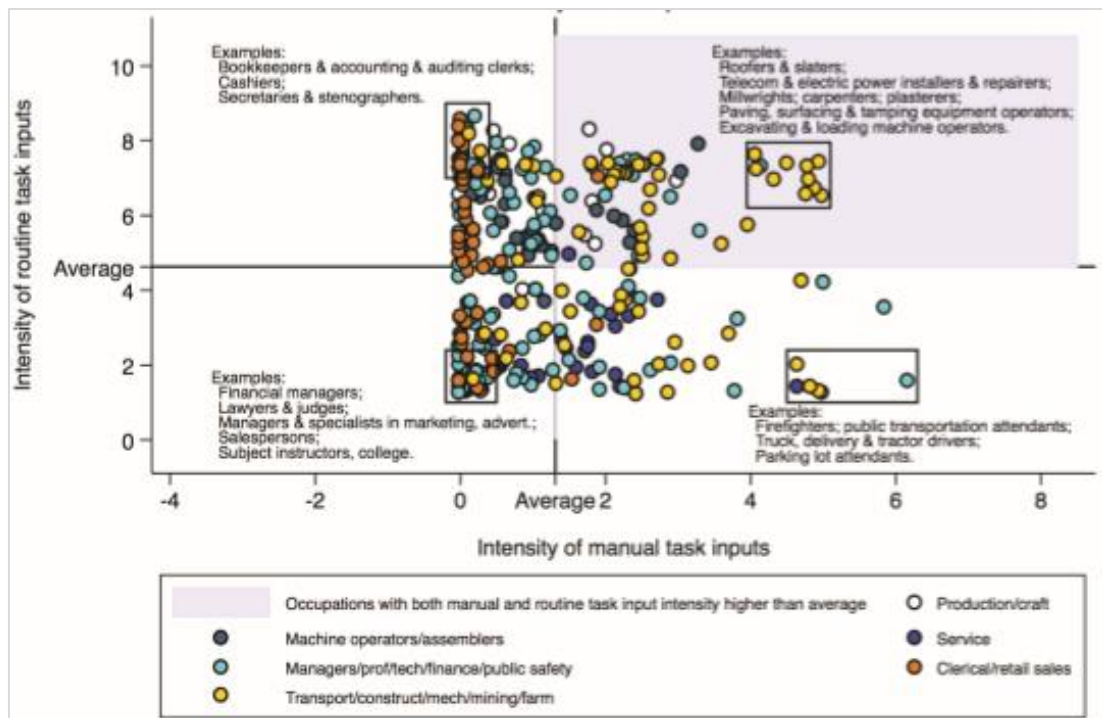 Intensity of routine task inputs
10
8
6
Average
4
2
0
Examples:
Bookkeepers & accounting & auditing clerks;
Cashiers;
Secretaries & stenographers.
Examples:
Roofers & slaters;
Telecom & electric power installers & repairers;
Millwrights; carpenters; plasterers;
Paving, surfacing & tamping equipment operators;
Excavating & loading machine operators.
Examples:
Financial managers;
Lawyers & judges;
Managers & specialists in marketing, advert.;
Salespersons;
Subject instructors, college.
Examples:
Firefighters; public transportation attendants;
Truck, delivery & tractor drivers;
Parking lot attendants.
-4 -2 0 Average 2 4 6 8
Intensity of manual task inputs
Occupations with both manual and routine task input intensity higher than average
Production/craft
Machine operators/assemblers
Service
Managers/prof/tech/finance/public safety
Clerical/retail sales
Transport/construct/mech/mining/farm